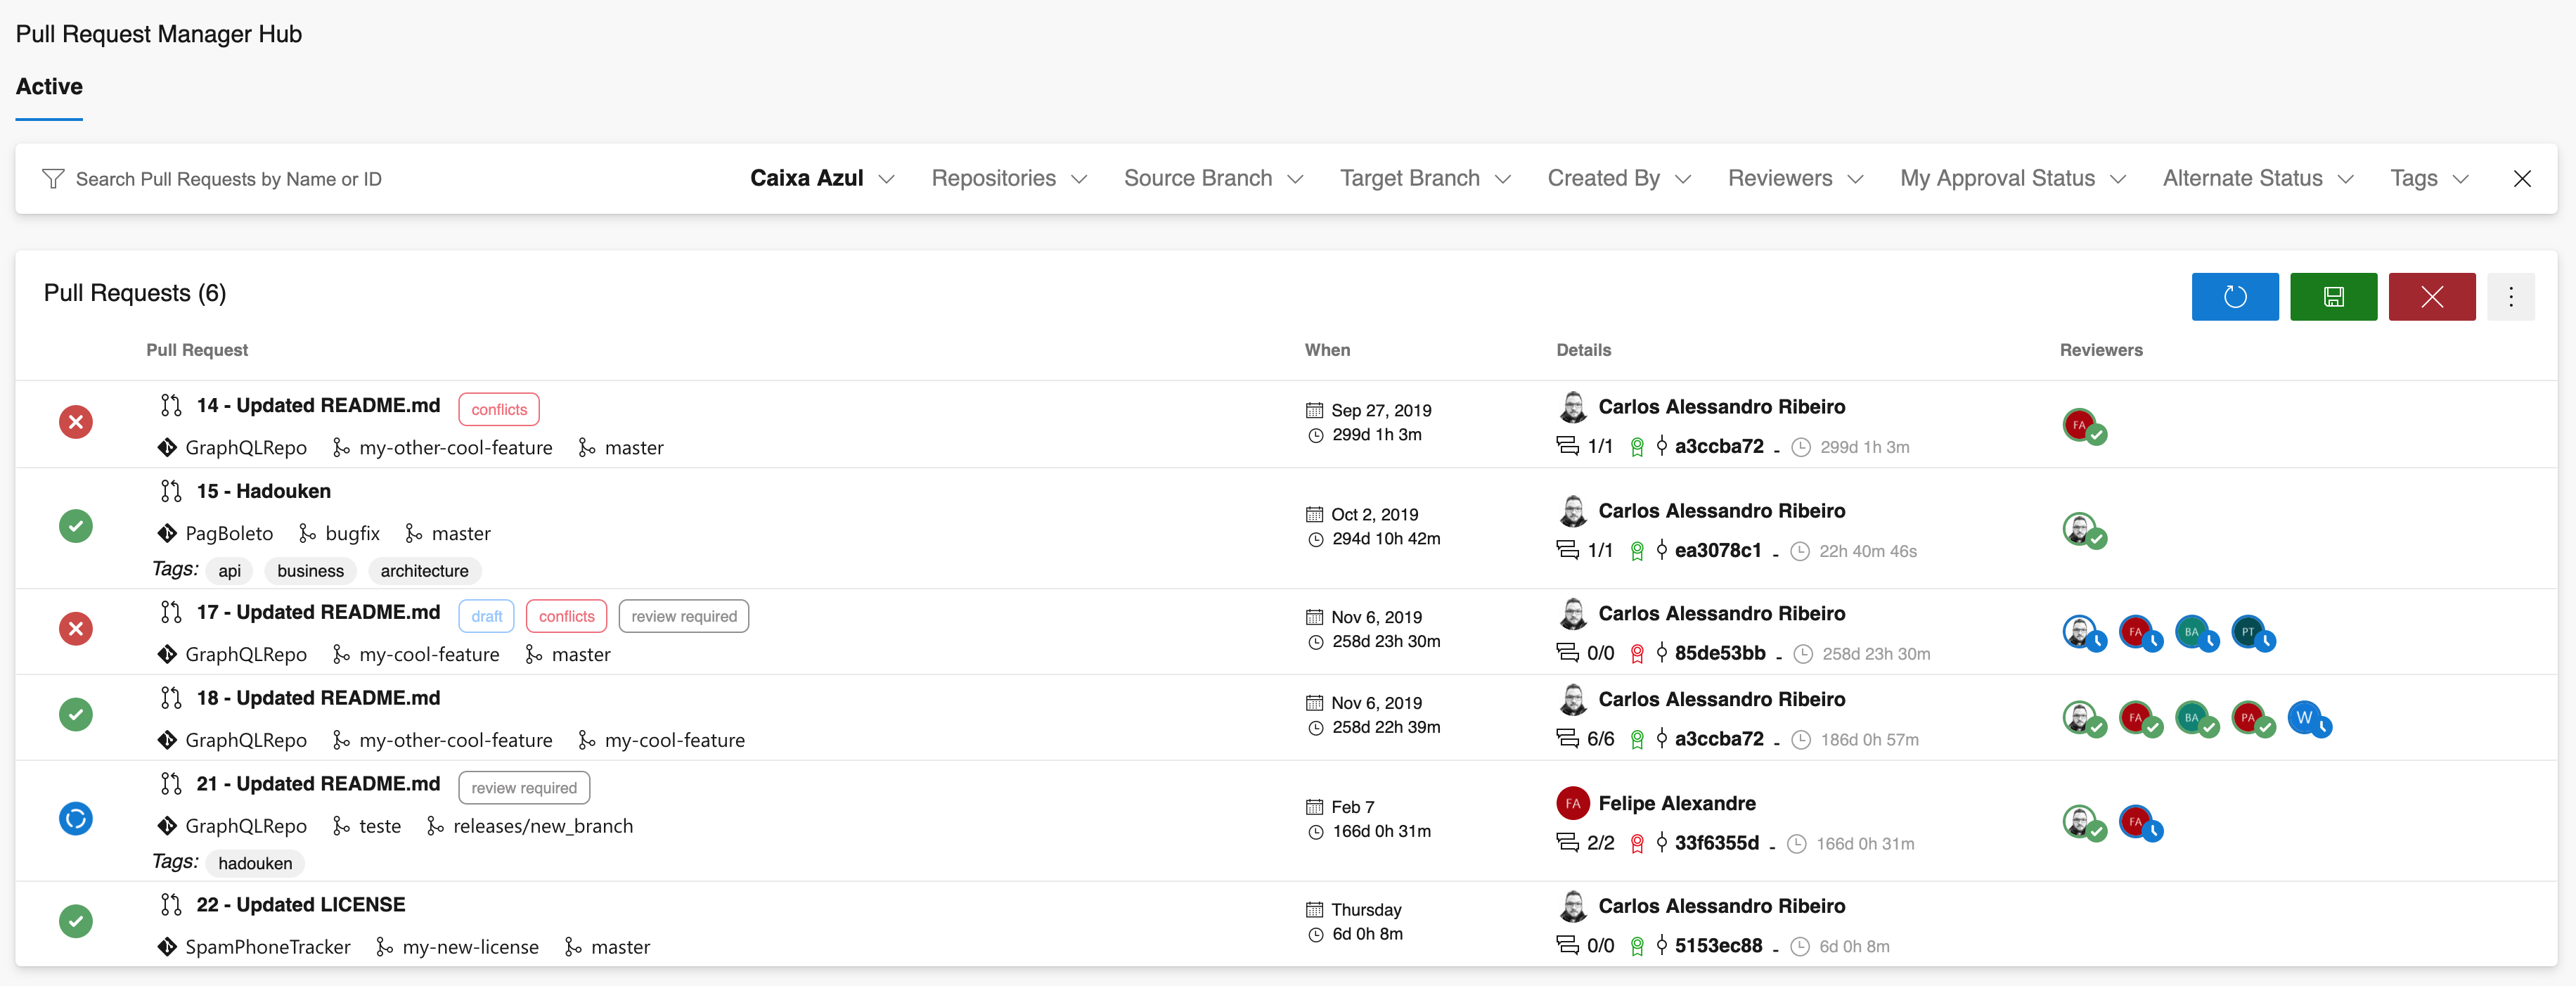 Pull Request Manager Hub
Active
Search Pull Requests by Name or ID Caixa Azul Repositories Source Branch Target Branch Created By Reviewers My Approval Status Alternate Status Tags
Pull Requests (6)
Pull Request When Details Reviewers
14 - Updated README.md conflicts
GraphQLRepo my-other-cool-feature master
Sep 27, 2019
299d 1h 3m
Carlos Alessandro Ribeiro
1/1 a3ccba72 - 299d 1h 3m
FA
15 - Hadouken
PagBoleto bugfix master
Tags: api business architecture
Oct 2, 2019
294d 10h 42m
Carlos Alessandro Ribeiro
1/1 ea3078c1 - 22h 40m 46s
17 - Updated README.md draft conflicts review required
GraphQLRepo my-cool-feature master
Nov 6, 2019
258d 23h 30m
Carlos Alessandro Ribeiro
0/0 85de53bb - 258d 23h 30m
FA BA PT
18 - Updated README.md
GraphQLRepo my-other-cool-feature my-cool-feature
Nov 6, 2019
258d 22h 39m
Carlos Alessandro Ribeiro
6/6 a3ccba72 - 186d 0h 57m
FA BA PA W
21 - Updated README.md review required
GraphQLRepo teste releases/new_branch
Tags: hadouken
Feb 7
166d 0h 31m
FA Felipe Alexandre
2/2 33f6355d - 166d 0h 31m
FA
22 - Updated LICENSE
SpamPhoneTracker my-new-license master
Thursday
6d 0h 8m
Carlos Alessandro Ribeiro
0/0 5153ec88 - 6d 0h 8m